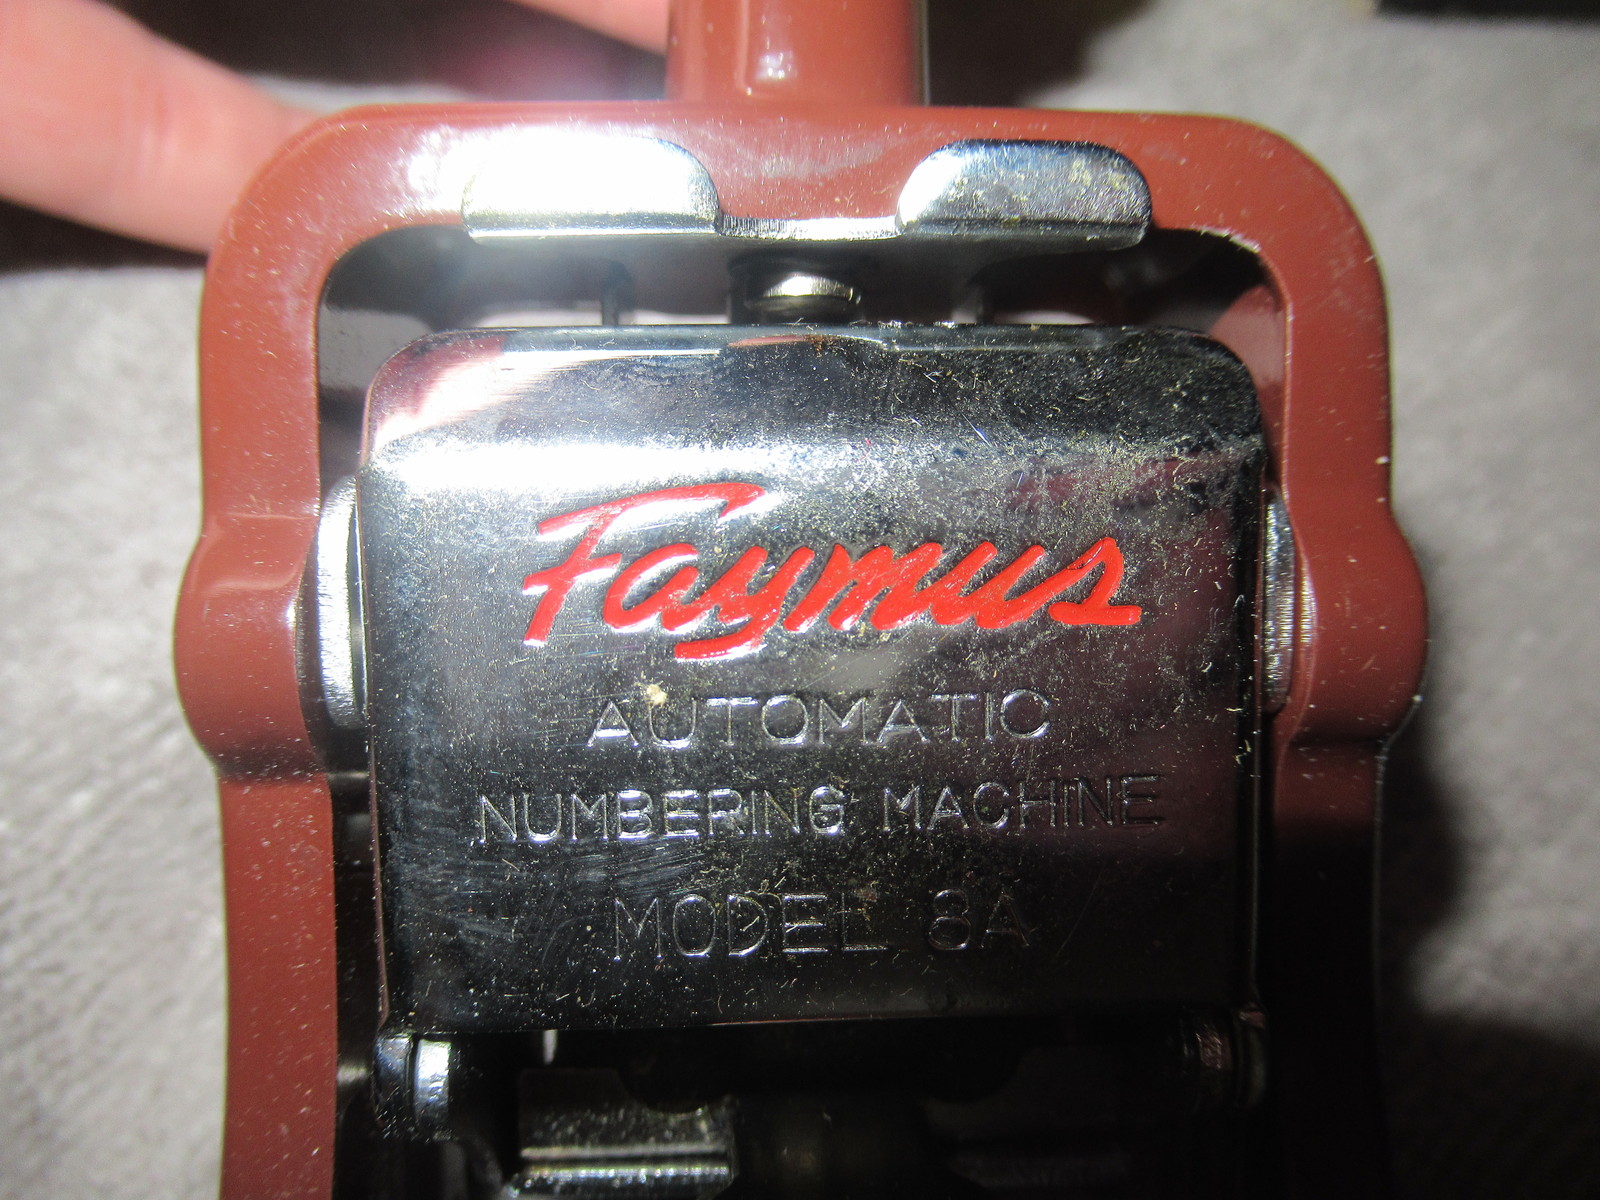 Faymus
AUTOMATIC
NUMBERING MACHINE
MODEL 8A